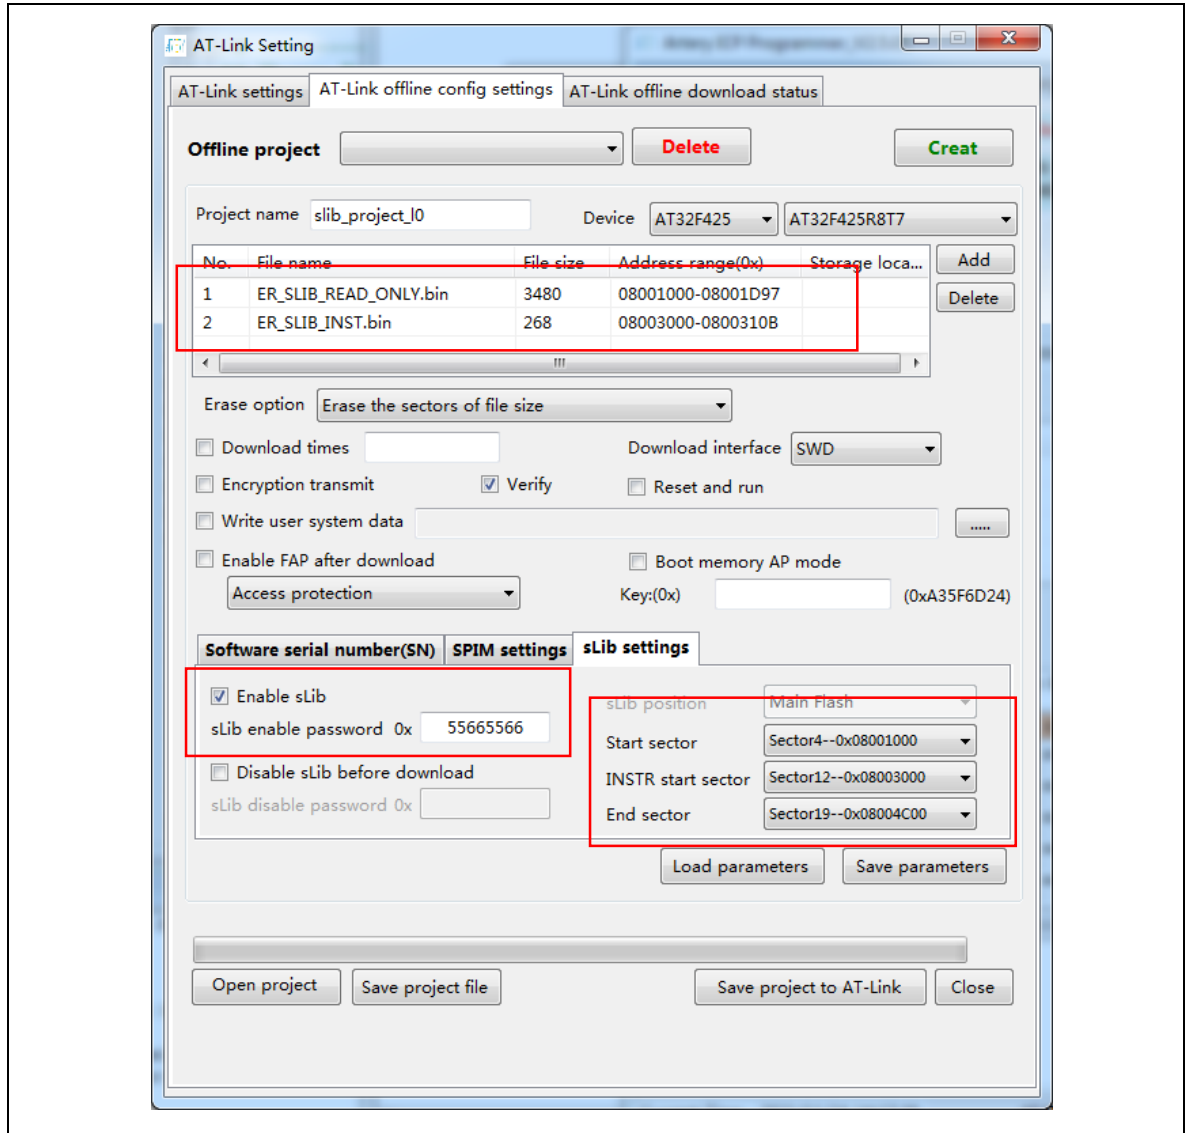 AT-Link Setting
AT-Link settings AT-Link offline config settings AT-Link offline download status
Offline project Delete Creat
Project name slib_project_l0 Device AT32F425 AT32F425R8T7
No. File name File size Address range(0x) Storage loca... Add
1 ER_SLIB_READ_ONLY.bin 3480 08001000-08001D97 Delete
2 ER_SLIB_INST.bin 268 08003000-0800310B
Erase option Erase the sectors of file size
Download times Download interface SWD
Encryption transmit Verify Reset and run
Write user system data .....
Enable FAP after download Boot memory AP mode
Access protection Key:(0x) (0xA35F6D24)
Software serial number(SN) SPIM settings sLib settings
Enable sLib sLib position Main Flash
sLib enable password 0x 55665566 Start sector Sector4--0x08001000
Disable sLib before download INSTR start sector Sector12--0x08003000
sLib disable password 0x End sector Sector19--0x08004C00
Load parameters Save parameters
Open project Save project file Save project to AT-Link Close